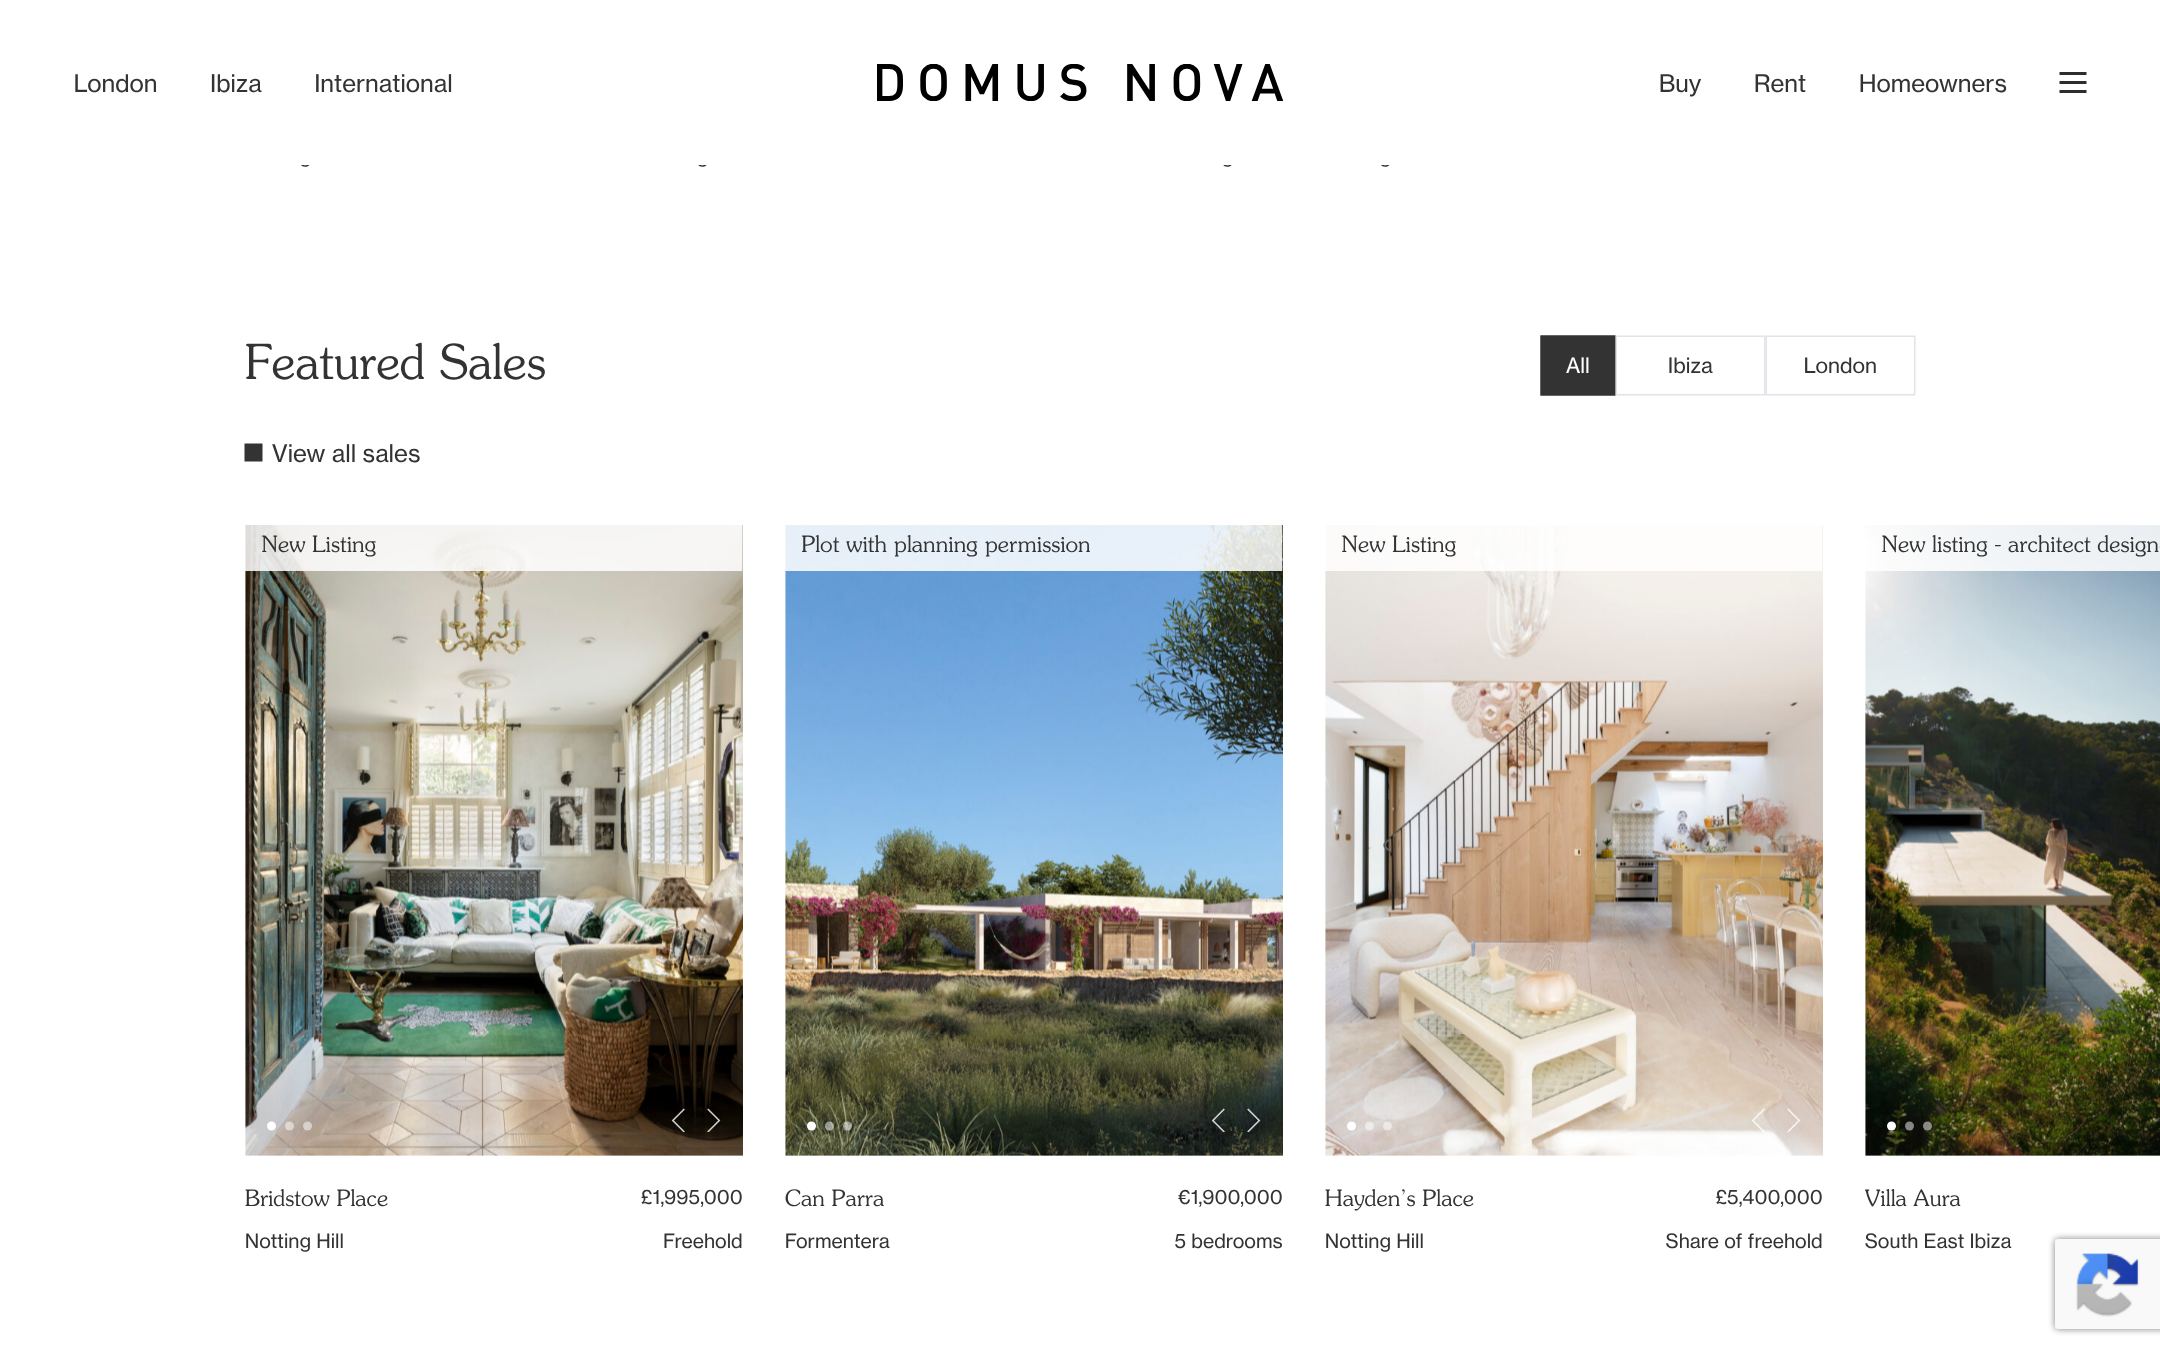 London Ibiza International DOMUS NOVA Buy Rent Homeowners
Featured Sales
All Ibiza London
View all sales
New Listing
Plot with planning permission
New Listing
New listing - architect design
Bridstow Place £1,995,000
Notting Hill Freehold
Can Parra €1,900,000
Formentera 5 bedrooms
Hayden's Place £5,400,000
Notting Hill Share of freehold
Villa Aura
South East Ibiza